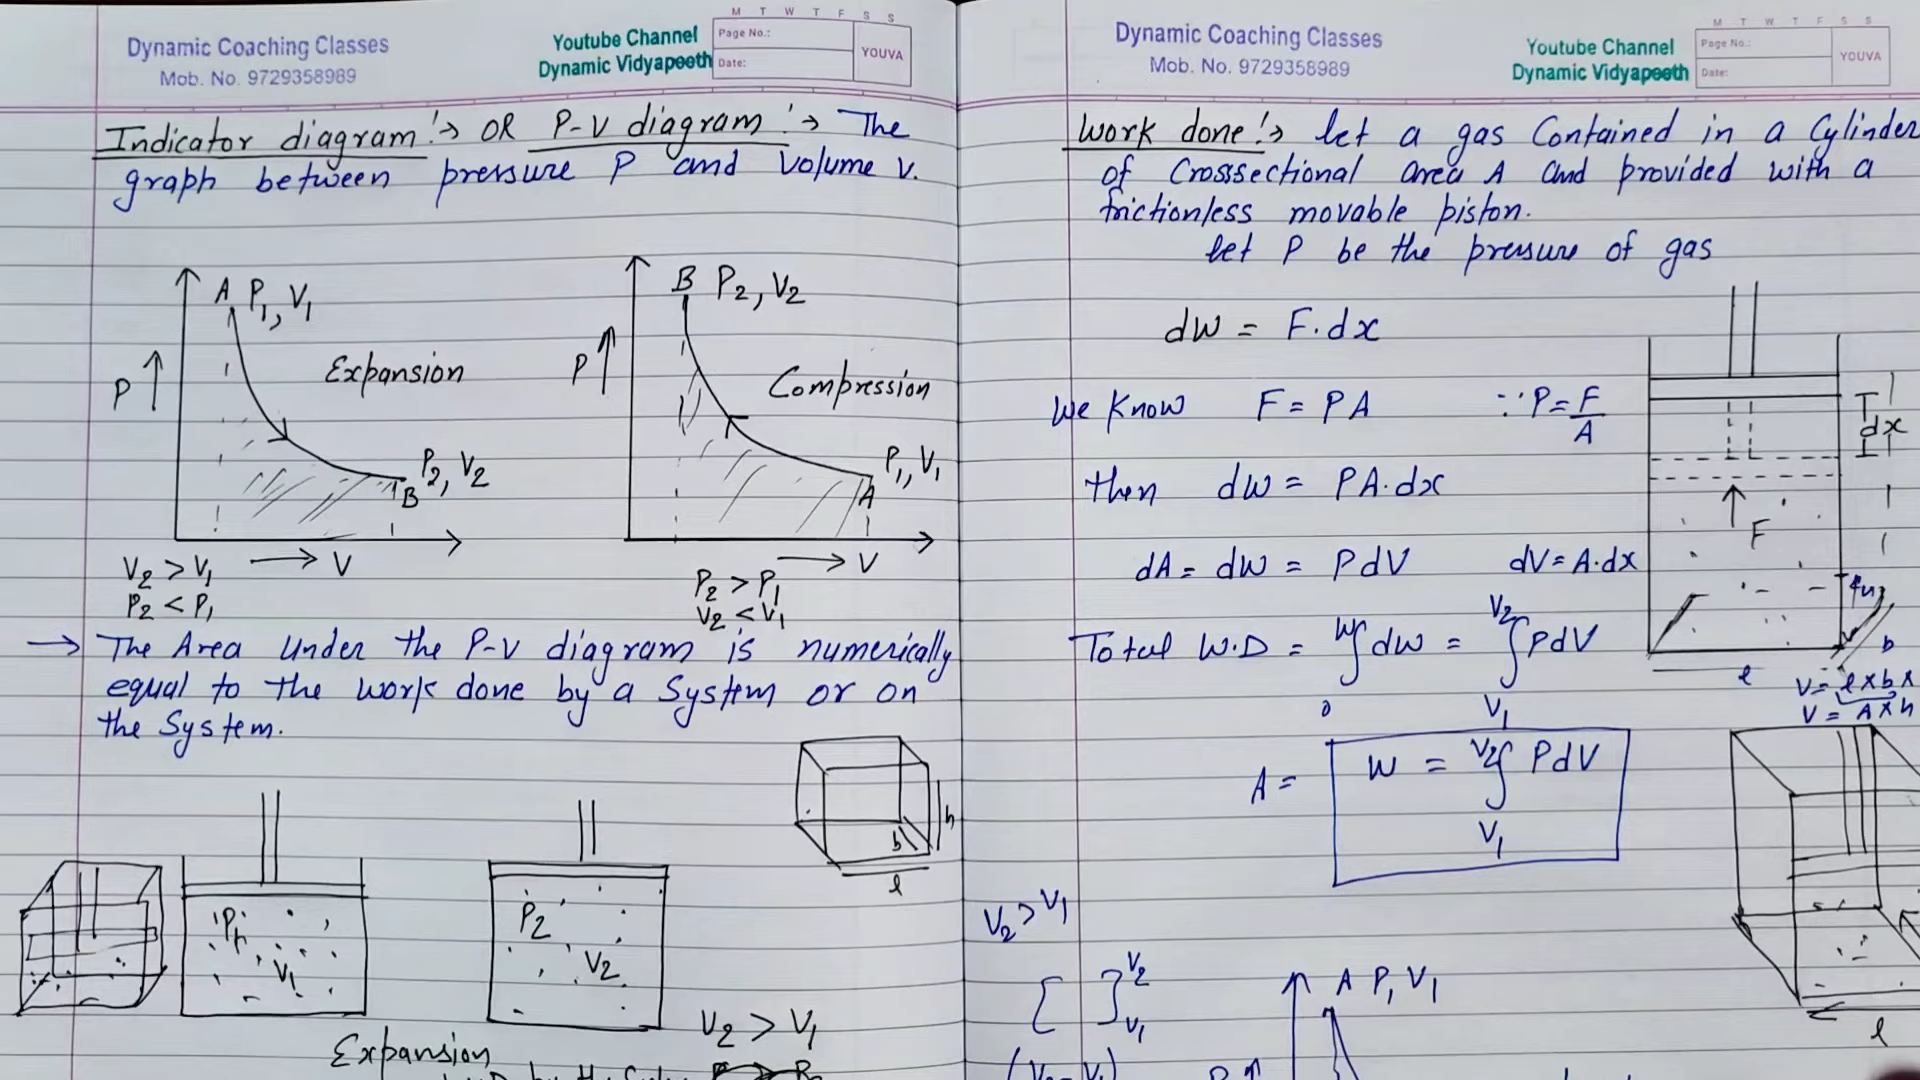 M T W T F S S
Dynamic Coaching Classes
Mob. No. 9729358989
Youtube Channel
Dynamic Vidyapeeth
Page No.:
Date:
YOUVA
Indicator diagram :→ OR P-V diagram :→ The
graph between pressure P and Volume V.
A P₁, V₁
P ↑
Expansion
P₂, V₂
B
→ V
V₂ > V₁
P₂ < P₁
B P₂, V₂
P ↑
Compression
P₁, V₁
A
→ V
P₂ > P₁
V₂ < V₁
→ The Area Under the P-V diagram is numerically
equal to the work done by a System or on
the System.
h
b
l
P₁
V₁
P₂
V₂
V₂ > V₁
Expansion
M T W T F S S
Dynamic Coaching Classes
Mob. No. 9729358989
Youtube Channel
Dynamic Vidyapeeth
Page No.:
Date:
YOUVA
Work done :→ let a gas Contained in a Cylinder
of Crosssectional area A and provided with a
frictionless movable piston.
let P be the pressure of gas
dw = F.dx
We Know F = PA ∵ P = F/A
then dw = PA.dx
dA = dw = PdV dV = A.dx
Total W.D = ∫₀ᵂ dw = ∫V₁V₂ PdV
A = W = ∫V₁V₂ PdV
dx
F
b
l
V = l×b×
V = A×h
V₂ > V₁
[ ]V₁V₂
A P₁, V₁
l